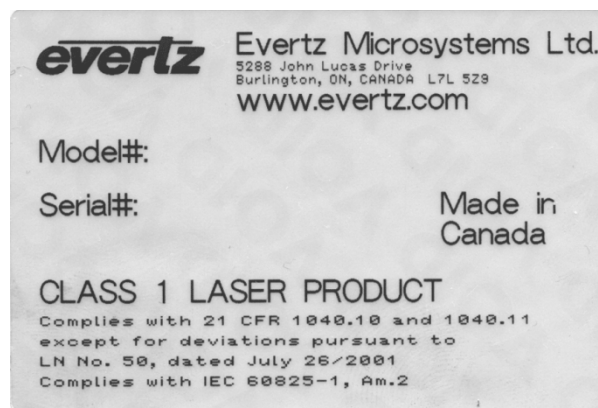 evertz
Evertz Microsystems Ltd.
5288 John Lucas Drive
Burlington, ON, CANADA L7L 5Z9
www.evertz.com
Model#:
Serial#:
Made in
Canada
CLASS 1 LASER PRODUCT
Complies with 21 CFR 1040.10 and 1040.11
except for deviations pursuant to
LN No. 50, dated July 26/2001
Complies with IEC 60825-1, Am.2